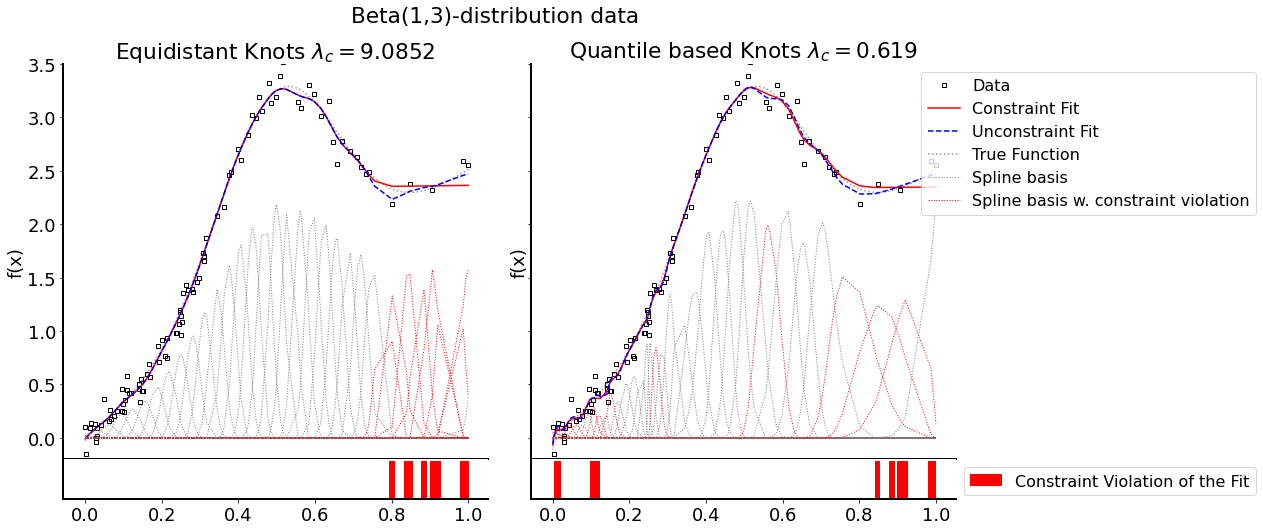 Beta(1,3)-distribution data
Equidistant Knots λc = 9.0852
Quantile based Knots λc = 0.619
3.5
3.0
2.5
2.0
1.5
1.0
0.5
0.0
f(x)
f(x)
Data
Constraint Fit
Unconstraint Fit
True Function
Spline basis
Spline basis w. constraint violation
Constraint Violation of the Fit
0.0 0.2 0.4 0.6 0.8 1.0
0.0 0.2 0.4 0.6 0.8 1.0